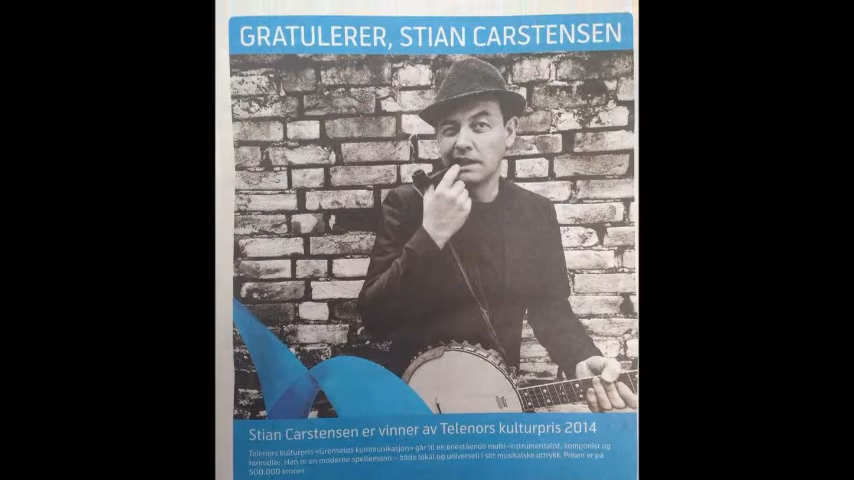 GRATULERER, STIAN CARSTENSEN
Stian Carstensen er vinner av Telenors kulturpris 2014
Telenors kulturpris «Grenseløs kommunikasjon» går til en enestående multi-instrumentalist, komponist og
formidler. Han er en moderne spellemann – både lokal og universell i sitt musikalske uttrykk. Prisen er på
500.000 kroner.